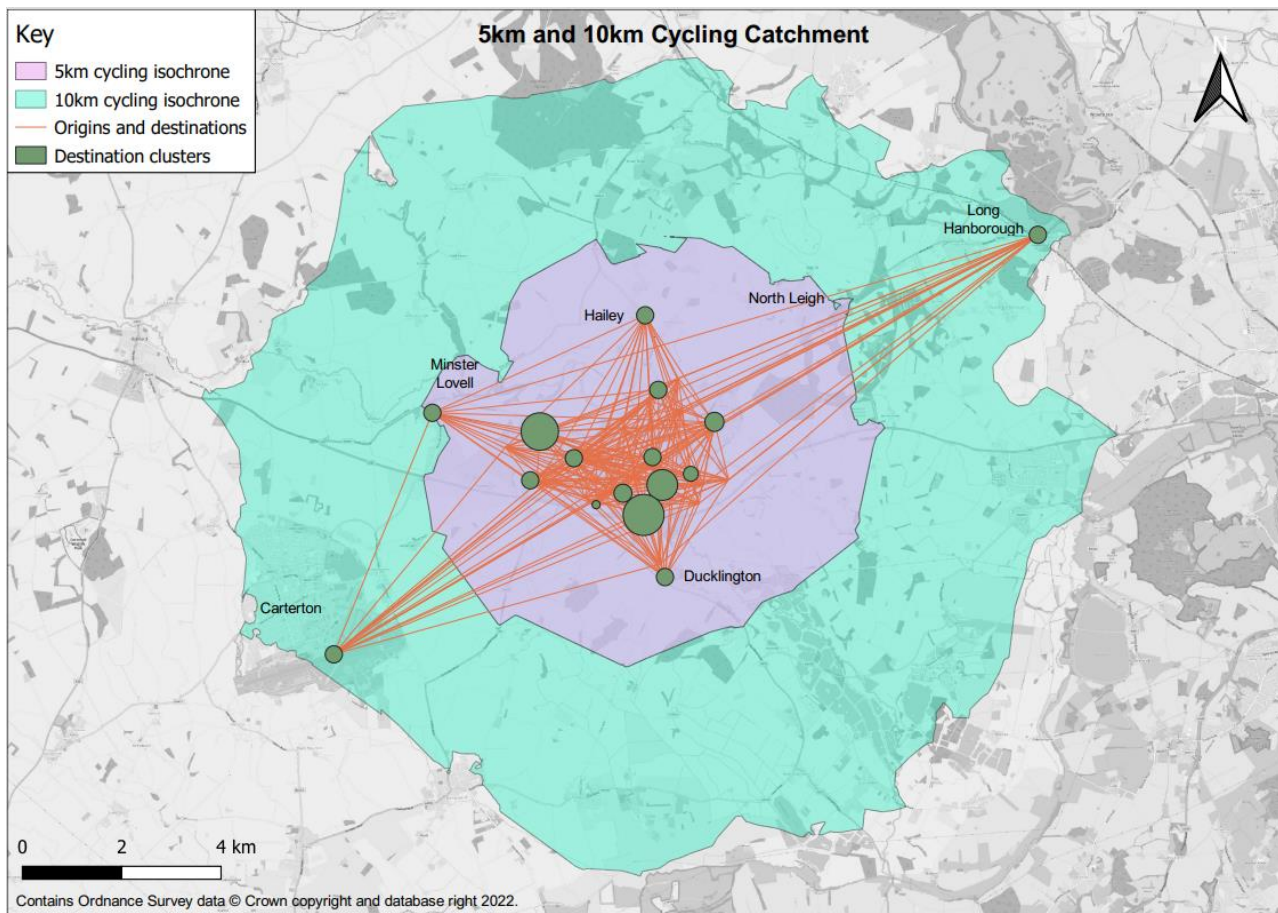 5km and 10km Cycling Catchment
Key
5km cycling isochrone
10km cycling isochrone
Origins and destinations
Destination clusters
N
Long
Hanborough
North Leigh
Hailey
Minster
Lovell
Ducklington
Carterton
0 2 4 km
Contains Ordnance Survey data © Crown copyright and database right 2022.